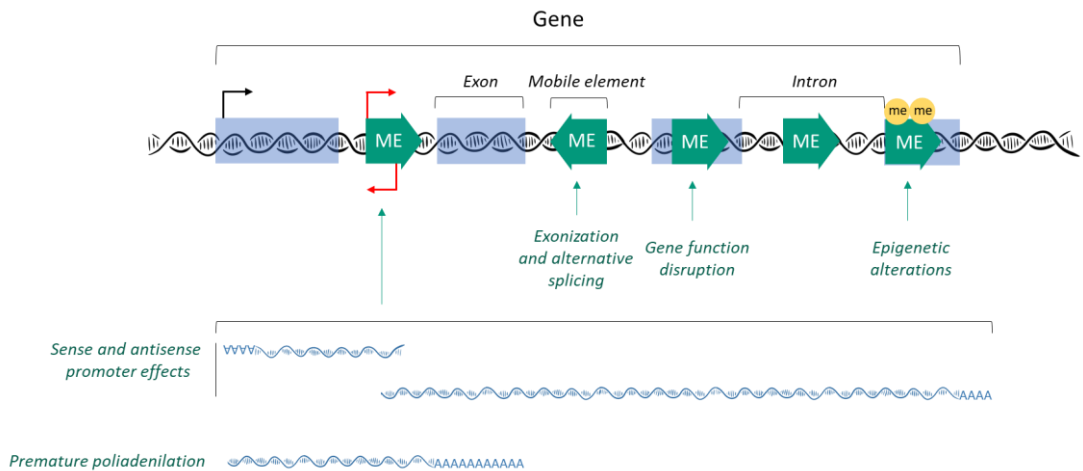 Gene
Exon
Mobile element
Intron
me me
ME
ME
ME
ME
ME
Exonization
and alternative
splicing
Gene function
disruption
Epigenetic
alterations
Sense and antisense
promoter effects
AAAA
AAAA
Premature poliadenilation
AAAAAAAAAAA